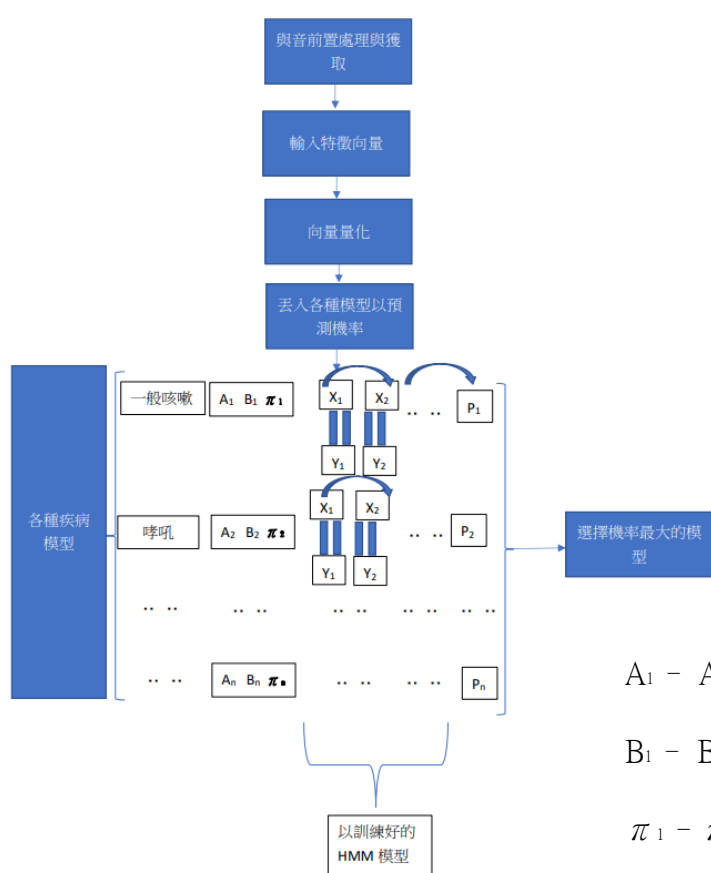 與音前置處理與獲
取
輸入特徵向量
向量量化
丟入各種模型以預
測機率
各種疾病
模型
一般咳嗽
A₁ B₁ π₁
X₁
X₂
.. ..
P₁
Y₁
Y₂
哮吼
A₂ B₂ π₂
X₁
X₂
.. ..
P₂
Y₁
Y₂
選擇機率最大的模
型
.. .. .. .. .. .. .. .. .. ..
.. ..
Aₙ Bₙ πₙ
.. .. .. ..
Pₙ
A₁ - A
B₁ - B
π₁ -
以訓練好的
HMM 模型